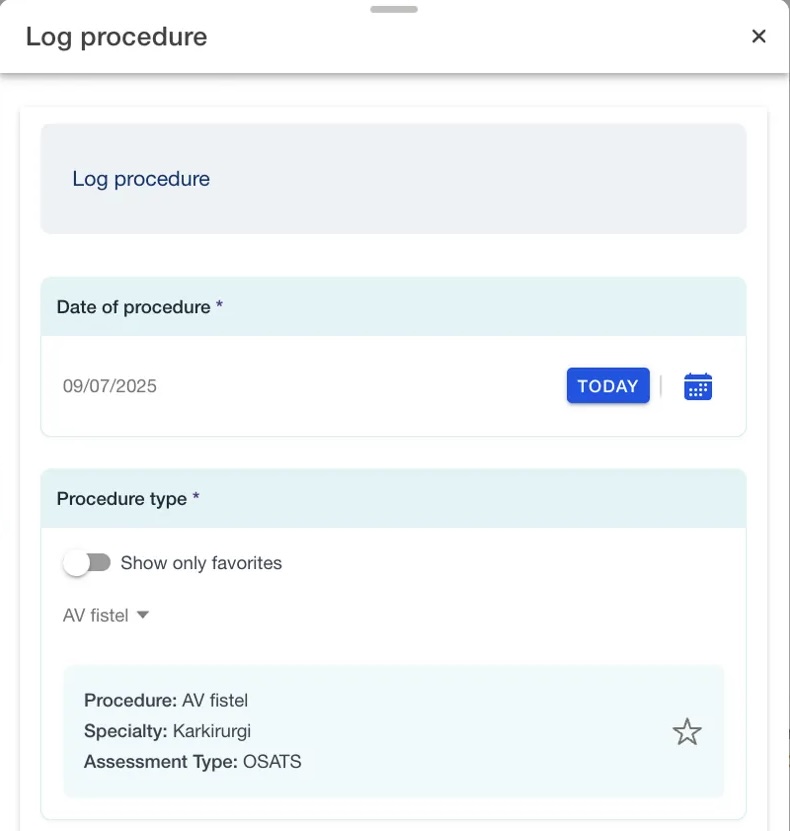 Log procedure
Log procedure
Date of procedure *
09/07/2025
TODAY
Procedure type *
Show only favorites
AV fistel
Procedure: AV fistel
Specialty: Karkirurgi
Assessment Type: OSATS